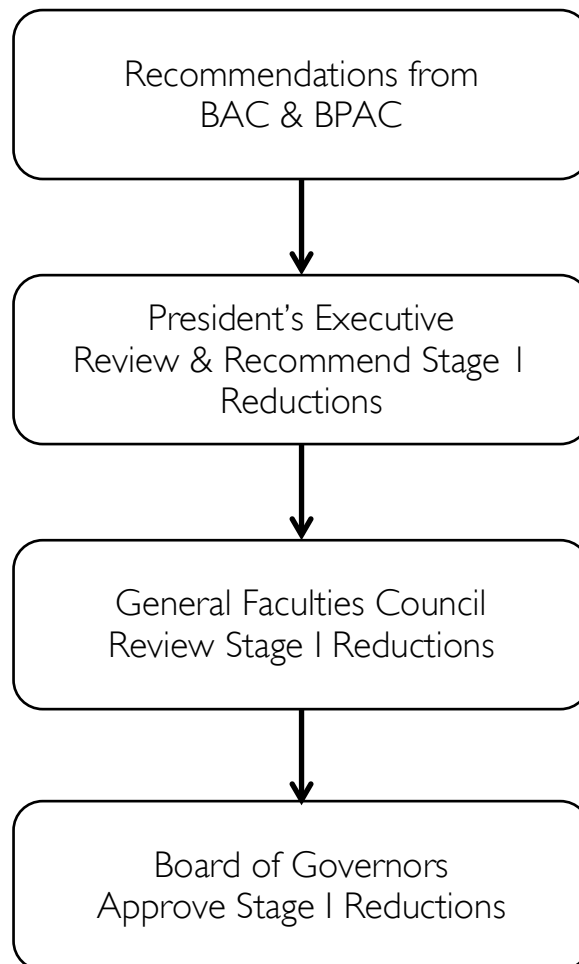 Recommendations from
BAC & BPAC
President’s Executive
Review & Recommend Stage I
Reductions
General Faculties Council
Review Stage I Reductions
Board of Governors
Approve Stage I Reductions